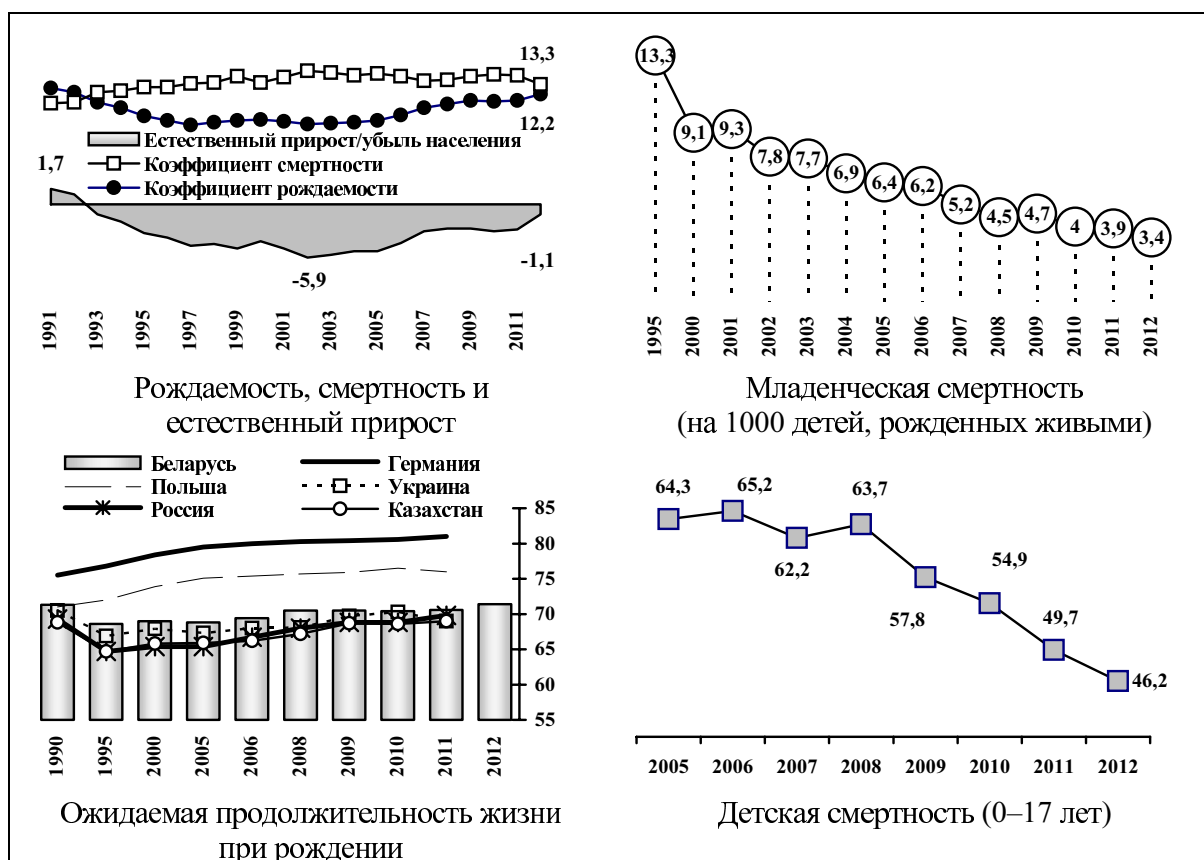 13,3
12,2
Естественный прирост/убыль населения
Коэффициент смертности
Коэффициент рождаемости
1,7
-5,9
-1,1
1991 1993 1995 1997 1999 2001 2003 2005 2007 2009 2011
Рождаемость, смертность и
естественный прирост
13,3 9,1 9,3 7,8 7,7 6,9 6,4 6,2 5,2 4,5 4,7 4 3,9 3,4
1995 2000 2001 2002 2003 2004 2005 2006 2007 2008 2009 2010 2011 2012
Младенческая смертность
(на 1000 детей, рожденных живыми)
Беларусь Германия
Польша Украина
Россия Казахстан
85
80
75
70
65
60
55
1990 1995 2000 2005 2006 2008 2009 2010 2011 2012
Ожидаемая продолжительность жизни
при рождении
64,3 65,2 62,2 63,7 57,8 54,9 49,7 46,2
2005 2006 2007 2008 2009 2010 2011 2012
Детская смертность (0–17 лет)